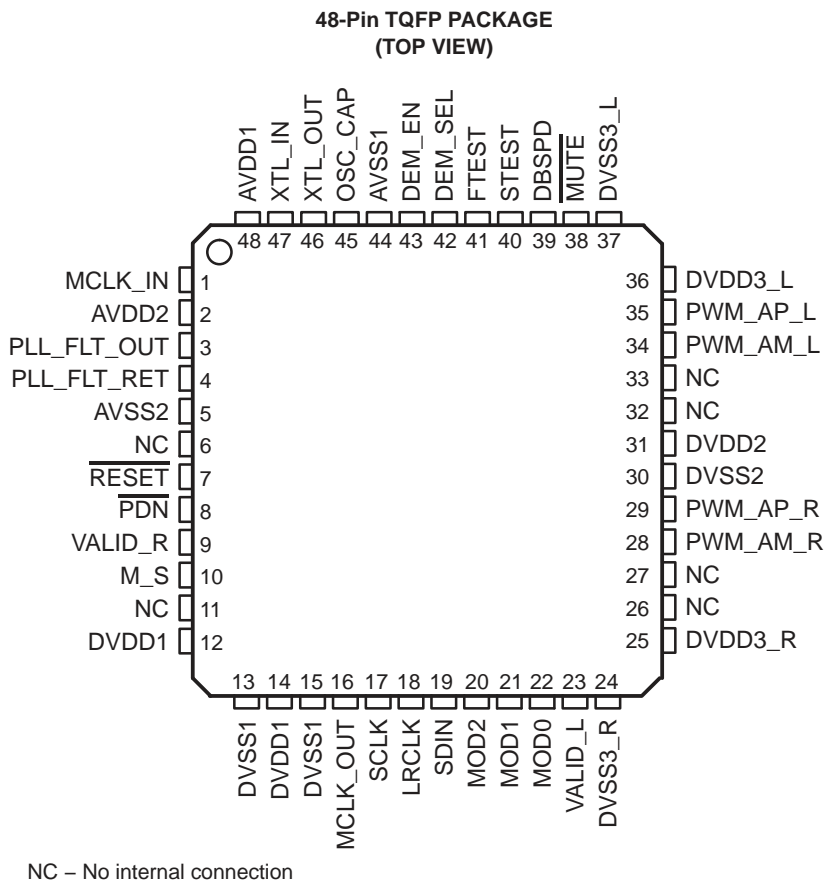 48-Pin TQFP PACKAGE
(TOP VIEW)
AVDD1
XTL_IN
XTL_OUT
OSC_CAP
AVSS1
DEM_EN
DEM_SEL
FTEST
STEST
DBSPD
MUTE
DVSS3_L
48 47 46 45 44 43 42 41 40 39 38 37
MCLK_IN 1
AVDD2 2
PLL_FLT_OUT 3
PLL_FLT_RET 4
AVSS2 5
NC 6
RESET 7
PDN 8
VALID_R 9
M_S 10
NC 11
DVDD1 12
36 DVDD3_L
35 PWM_AP_L
34 PWM_AM_L
33 NC
32 NC
31 DVDD2
30 DVSS2
29 PWM_AP_R
28 PWM_AM_R
27 NC
26 NC
25 DVDD3_R
13 14 15 16 17 18 19 20 21 22 23 24
DVSS1
DVDD1
DVSS1
MCLK_OUT
SCLK
LRCLK
SDIN
MOD2
MOD1
MOD0
VALID_L
DVSS3_R
NC – No internal connection